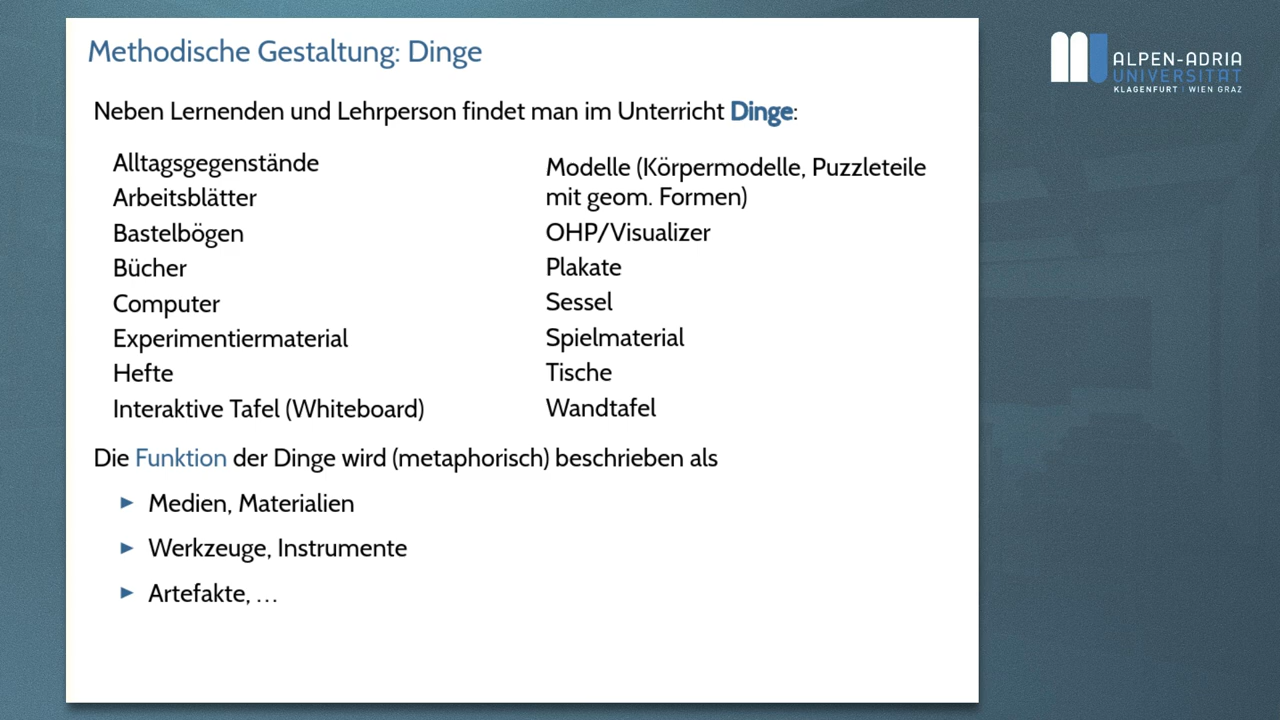 Methodische Gestaltung: Dinge
Neben Lernenden und Lehrperson findet man im Unterricht Dinge:
Alltagsgegenstände
Arbeitsblätter
Bastelbögen
Bücher
Computer
Experimentiermaterial
Hefte
Interaktive Tafel (Whiteboard)
Modelle (Körpermodelle, Puzzleteile
mit geom. Formen)
OHP/Visualizer
Plakate
Sessel
Spielmaterial
Tische
Wandtafel
Die Funktion der Dinge wird (metaphorisch) beschrieben als
► Medien, Materialien
► Werkzeuge, Instrumente
► Artefakte, …
ALPEN-ADRIA
UNIVERSITÄT
KLAGENFURT | WIEN GRAZ